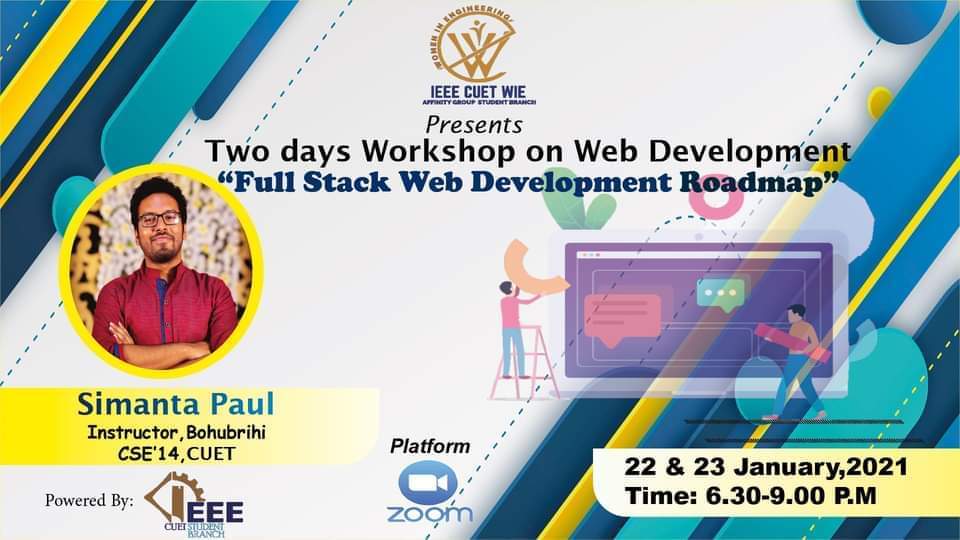 WOMEN IN ENGINEERING
IEEE CUET WIE
AFFINITY GROUP STUDENT BRANCH
Presents
Two days Workshop on Web Development
“Full Stack Web Development Roadmap”
Simanta Paul
Instructor,Bohubrihi
CSE'14,CUET
Powered By:
IEEE
CUET STUDENT
BRANCH
Platform
zoom
22 & 23 January,2021
Time: 6.30-9.00 P.M